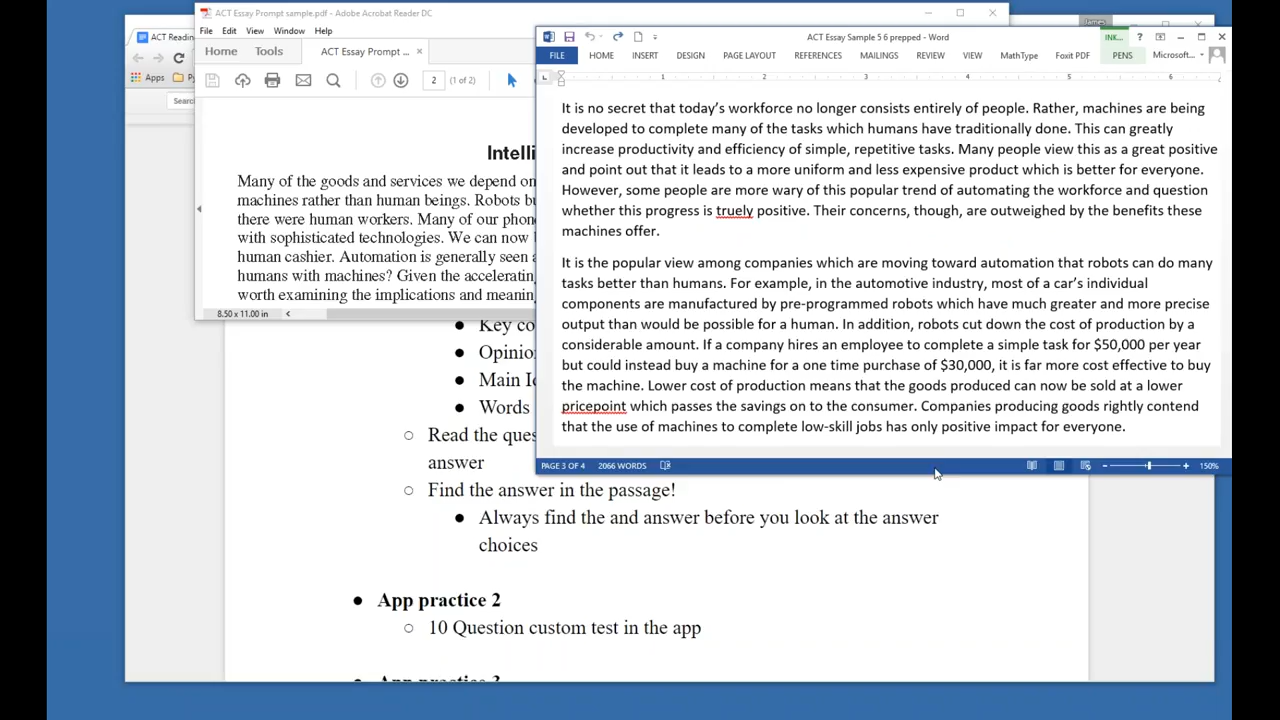 ACT Essay Prompt sample.pdf - Adobe Acrobat Reader DC
File Edit View Window Help
Home Tools ACT Essay Prompt ... ×
2 (1 of 2)
James
ACT Readin
Apps
Searc
Intelli
Many of the goods and services we depend on
machines rather than human beings. Robots bu
there were human workers. Many of our phon
with sophisticated technologies. We can now b
human cashier. Automation is generally seen a
humans with machines? Given the accelerating
worth examining the implications and meanin
8.50 x 11.00 in
ACT Essay Sample 5 6 prepped - Word
INK...
FILE HOME INSERT DESIGN PAGE LAYOUT REFERENCES MAILINGS REVIEW VIEW MathType Foxit PDF PENS Microsoft...
1 2 3 4 5 6
It is no secret that today’s workforce no longer consists entirely of people. Rather, machines are being
developed to complete many of the tasks which humans have traditionally done. This can greatly
increase productivity and efficiency of simple, repetitive tasks. Many people view this as a great positive
and point out that it leads to a more uniform and less expensive product which is better for everyone.
However, some people are more wary of this popular trend of automating the workforce and question
whether this progress is truely positive. Their concerns, though, are outweighed by the benefits these
machines offer.
It is the popular view among companies which are moving toward automation that robots can do many
tasks better than humans. For example, in the automotive industry, most of a car’s individual
components are manufactured by pre-programmed robots which have much greater and more precise
output than would be possible for a human. In addition, robots cut down the cost of production by a
considerable amount. If a company hires an employee to complete a simple task for $50,000 per year
but could instead buy a machine for a one time purchase of $30,000, it is far more cost effective to buy
the machine. Lower cost of production means that the goods produced can now be sold at a lower
pricepoint which passes the savings on to the consumer. Companies producing goods rightly contend
that the use of machines to complete low-skill jobs has only positive impact for everyone.
PAGE 3 OF 4 2066 WORDS 150%
Key co
Opinio
Main Id
Words
Read the ques
answer
Find the answer in the passage!
Always find the and answer before you look at the answer
choices
App practice 2
10 Question custom test in the app